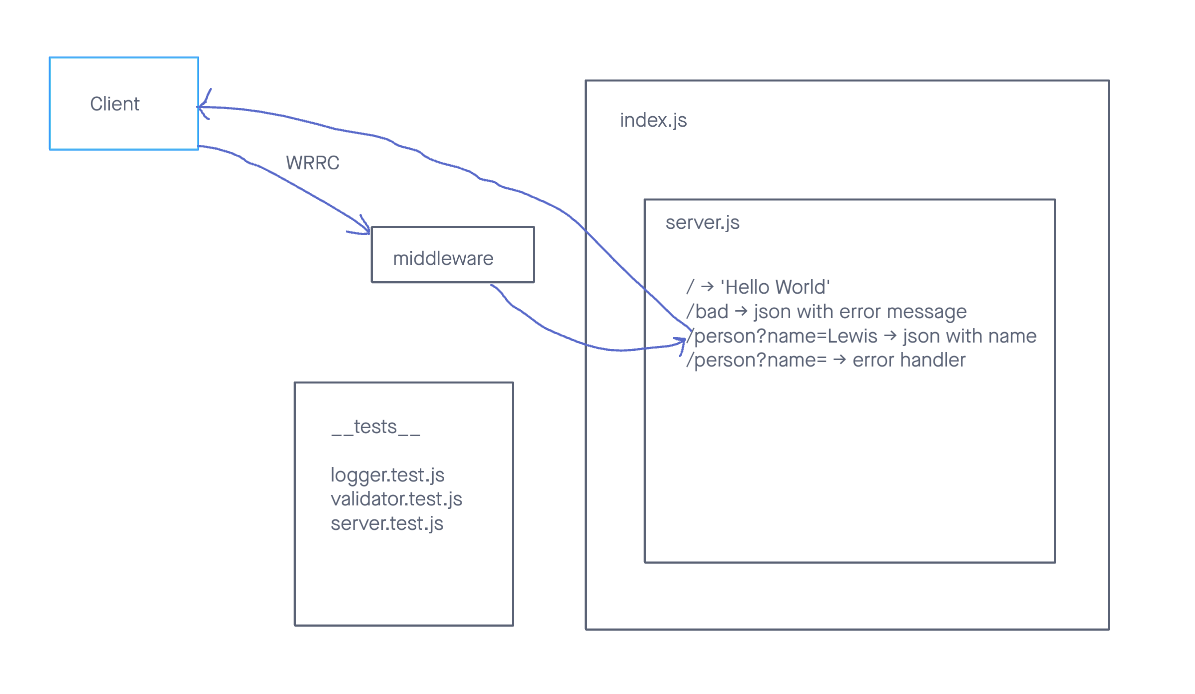 Client
WRRC
middleware
index.js
server.js
/ → 'Hello World'
/bad → json with error message
/person?name=Lewis → json with name
/person?name= → error handler
__tests__
logger.test.js
validator.test.js
server.test.js